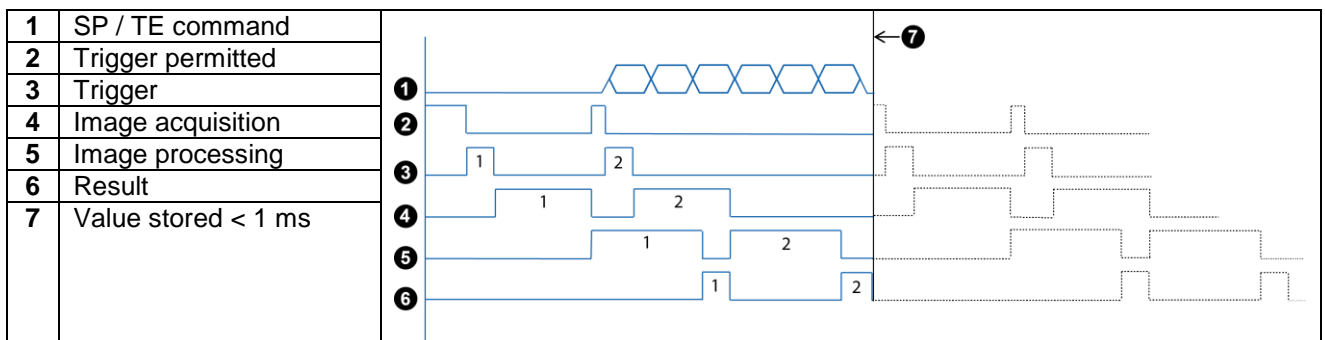 1 SP / TE command
2 Trigger permitted
3 Trigger
4 Image acquisition
5 Image processing
6 Result
7 Value stored < 1 ms
7
1
2
3 1 2
4 1 2
5 1 2
6 1 2